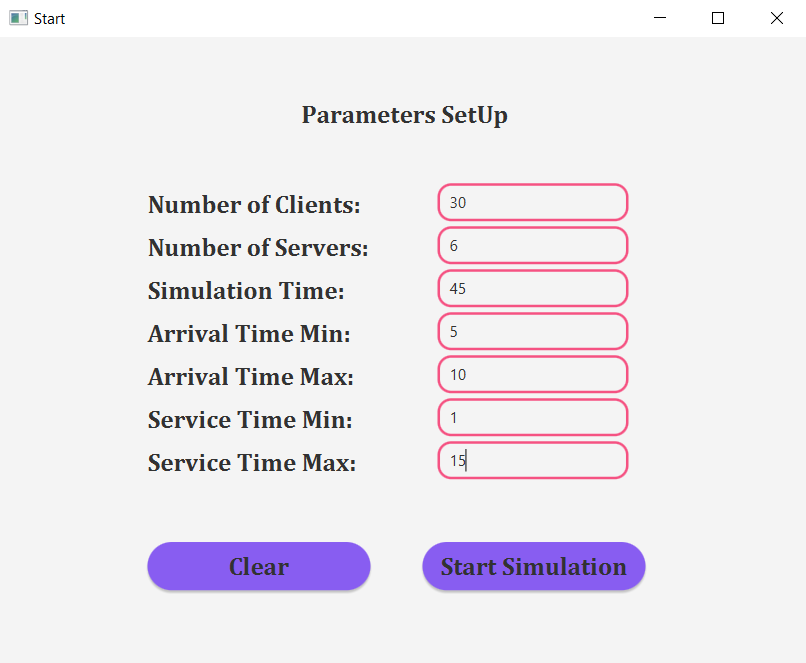 Start
Parameters SetUp
Number of Clients: 30
Number of Servers: 6
Simulation Time: 45
Arrival Time Min: 5
Arrival Time Max: 10
Service Time Min: 1
Service Time Max: 15
Clear Start Simulation